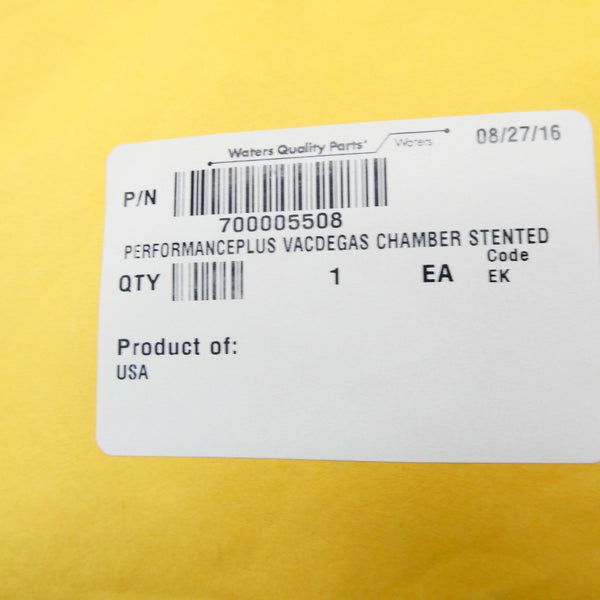 Waters Quality Parts® Waters 08/27/16
P/N
700005508
PERFORMANCEPLUS VACDEGAS CHAMBER STENTED
QTY 1 EA Code
EK
Product of:
USA